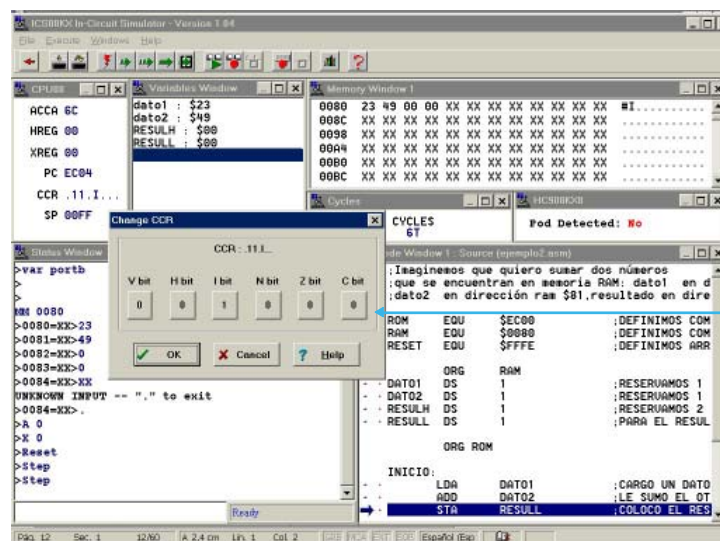 ICS08KX In-Circuit Simulator - Version 1.04
File Execute Windows Help
CPU08
ACCA 6C
HREG 00
XREG 00
PC EC04
CCR .11.I...
SP 00FF
Variables Window
dato1 : $23
dato2 : $49
RESULH : $00
RESULL : $00
Memory Window 1
0080 23 49 00 00 XX XX XX XX XX XX XX XX #I..........
008C XX XX XX XX XX XX XX XX XX XX XX XX ............
0098 XX XX XX XX XX XX XX XX XX XX XX XX ............
00A4 XX XX XX XX XX XX XX XX XX XX XX XX ............
00B0 XX XX XX XX XX XX XX XX XX XX XX XX ............
00BC XX XX XX XX XX XX XX XX XX XX XX XX ............
Cycles
CYCLES
6T
Pod Detected: No
Change CCR
CCR : .11.I...
V bit H bit I bit N bit Z bit C bit
0 0 1 0 0 0
OK Cancel Help
Status Window
>var portb
>
>
MM 0080
>0080=XX>23
>0081=XX>49
>0082=XX>0
>0083=XX>0
>0084=XX>XX
UNKNOWN INPUT -- "." to exit
>0084=XX>.
>A 0
>X 0
>Reset
>Step
>Step
Ready
ode Window 1 : Source (ejemplo2.asm)
;Imaginemos que quiero sumar dos números
;que se encuentran en memoria RAM: dato1 en d
;dato2 en dirección ram $81,resultado en dire
ROM EQU $EC00 ;DEFINIMOS COM
RAM EQU $0080 ;DEFINIMOS COM
RESET EQU $FFFE ;DEFINIMOS ARR
ORG RAM
DATO1 DS 1 ;RESERVAMOS 1
DATO2 DS 1 ;RESERVAMOS 1
RESULH DS 1 ;RESERVAMOS 2
RESULL DS 1 ;PARA EL RESUL
ORG ROM
INICIO:
LDA DATO1 ;CARGO UN DATO
ADD DATO2 ;LE SUMO EL OT
STA RESULL ;COLOCO EL RES
Pág. 12 Sec. 1 12/60 A 2,4 cm Lín. 1 Col. 2 GRB MCA EXT SOB Español (Esp